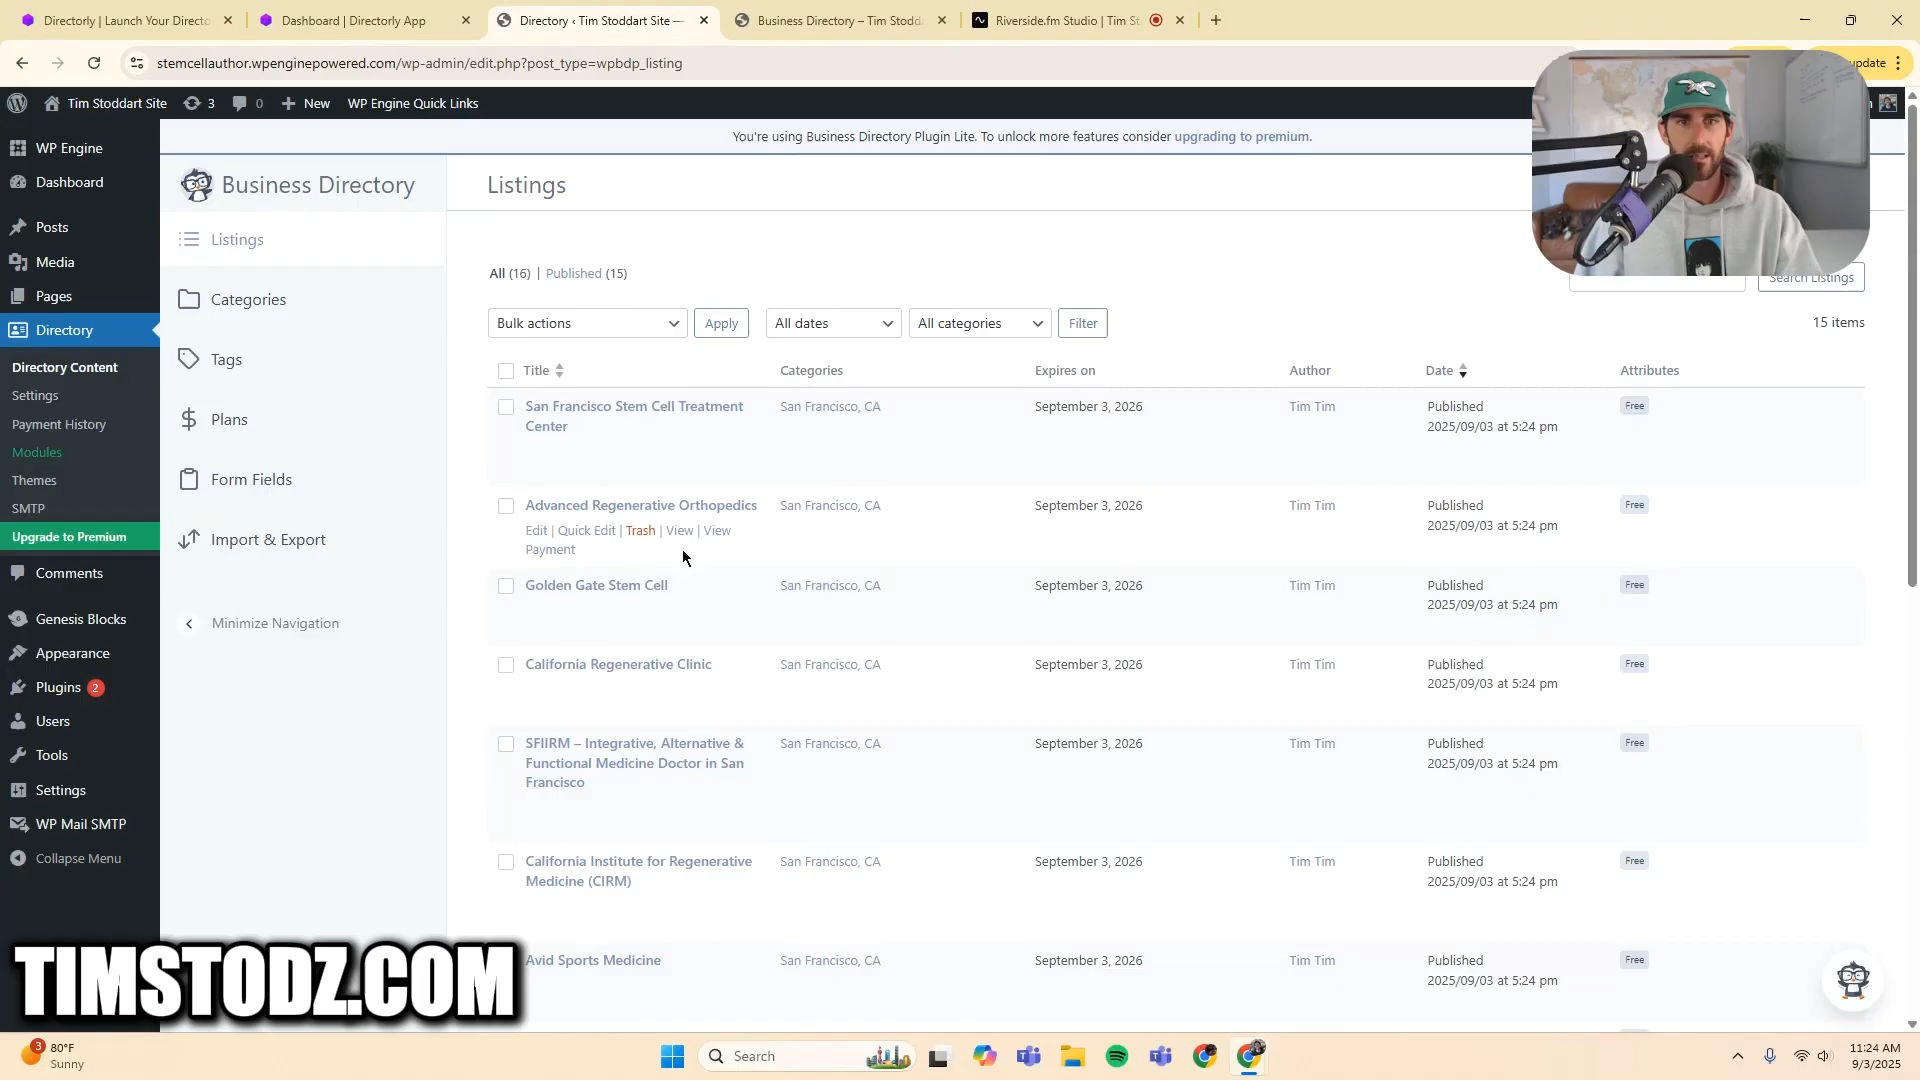 Directorly | Launch Your Directo
Dashboard | Directorly App
Directory ‹ Tim Stoddart Site —
Business Directory – Tim Stodda
Riverside.fm Studio | Tim St
stemcellauthor.wpenginepowered.com/wp-admin/edit.php?post_type=wpbdp_listing
update
Tim Stoddart Site
3
0
New
WP Engine Quick Links
You're using Business Directory Plugin Lite. To unlock more features consider upgrading to premium.
WP Engine
Dashboard
Posts
Media
Pages
Directory
Directory Content
Settings
Payment History
Modules
Themes
SMTP
Upgrade to Premium
Comments
Genesis Blocks
Appearance
Plugins 2
Users
Tools
Settings
WP Mail SMTP
Collapse Menu
Business Directory
Listings
Categories
Tags
Plans
Form Fields
Import & Export
Minimize Navigation
Listings
All (16) | Published (15)
Search Listings
Bulk actions
Apply
All dates
All categories
Filter
15 items
Title
Categories
Expires on
Author
Date
Attributes
San Francisco Stem Cell Treatment
Center
San Francisco, CA
September 3, 2026
Tim Tim
Published
2025/09/03 at 5:24 pm
Free
Advanced Regenerative Orthopedics
Edit | Quick Edit | Trash | View | View
Payment
San Francisco, CA
September 3, 2026
Tim Tim
Published
2025/09/03 at 5:24 pm
Free
Golden Gate Stem Cell
San Francisco, CA
September 3, 2026
Tim Tim
Published
2025/09/03 at 5:24 pm
Free
California Regenerative Clinic
San Francisco, CA
September 3, 2026
Tim Tim
Published
2025/09/03 at 5:24 pm
Free
SFIIRM – Integrative, Alternative &
Functional Medicine Doctor in San
Francisco
San Francisco, CA
September 3, 2026
Tim Tim
Published
2025/09/03 at 5:24 pm
Free
California Institute for Regenerative
Medicine (CIRM)
San Francisco, CA
September 3, 2026
Tim Tim
Published
2025/09/03 at 5:24 pm
Free
Avid Sports Medicine
San Francisco, CA
September 3, 2026
Tim Tim
Published
2025/09/03 at 5:24 pm
Free
TIMSTODZ.COM
3
80°F
Sunny
Search
11:24 AM
9/3/2025